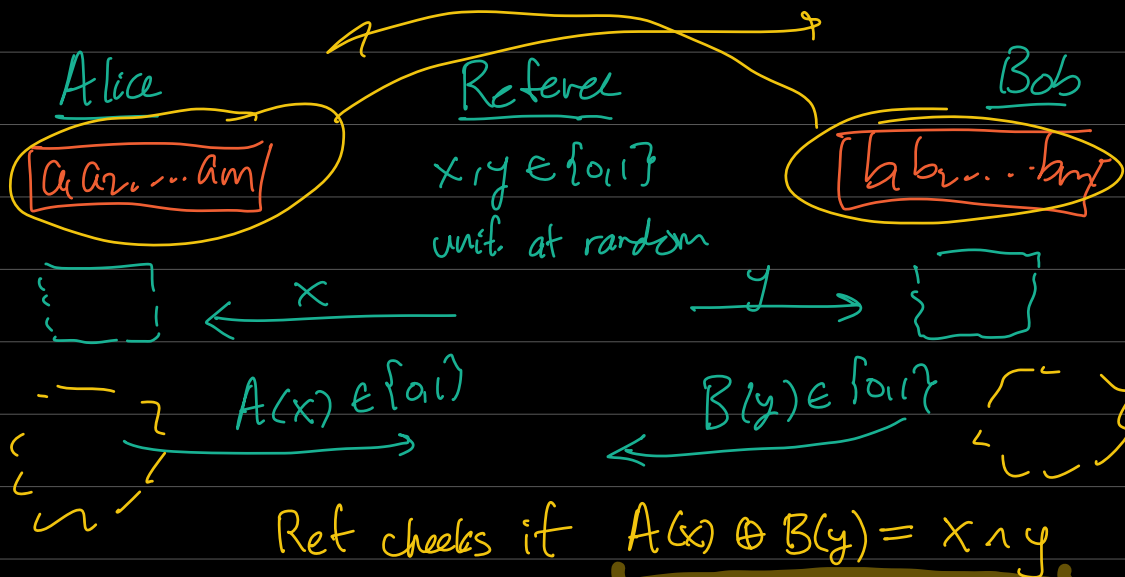 Alice Referee Bob
a₁ a₂, .... am x, y ∈ {0,1} b₁ b₂, .... bm
unif. at random
x y
A(x) ∈ {0,1} B(y) ∈ {0,1}
Ref checks if A(x) ⊕ B(y) = x ∧ y